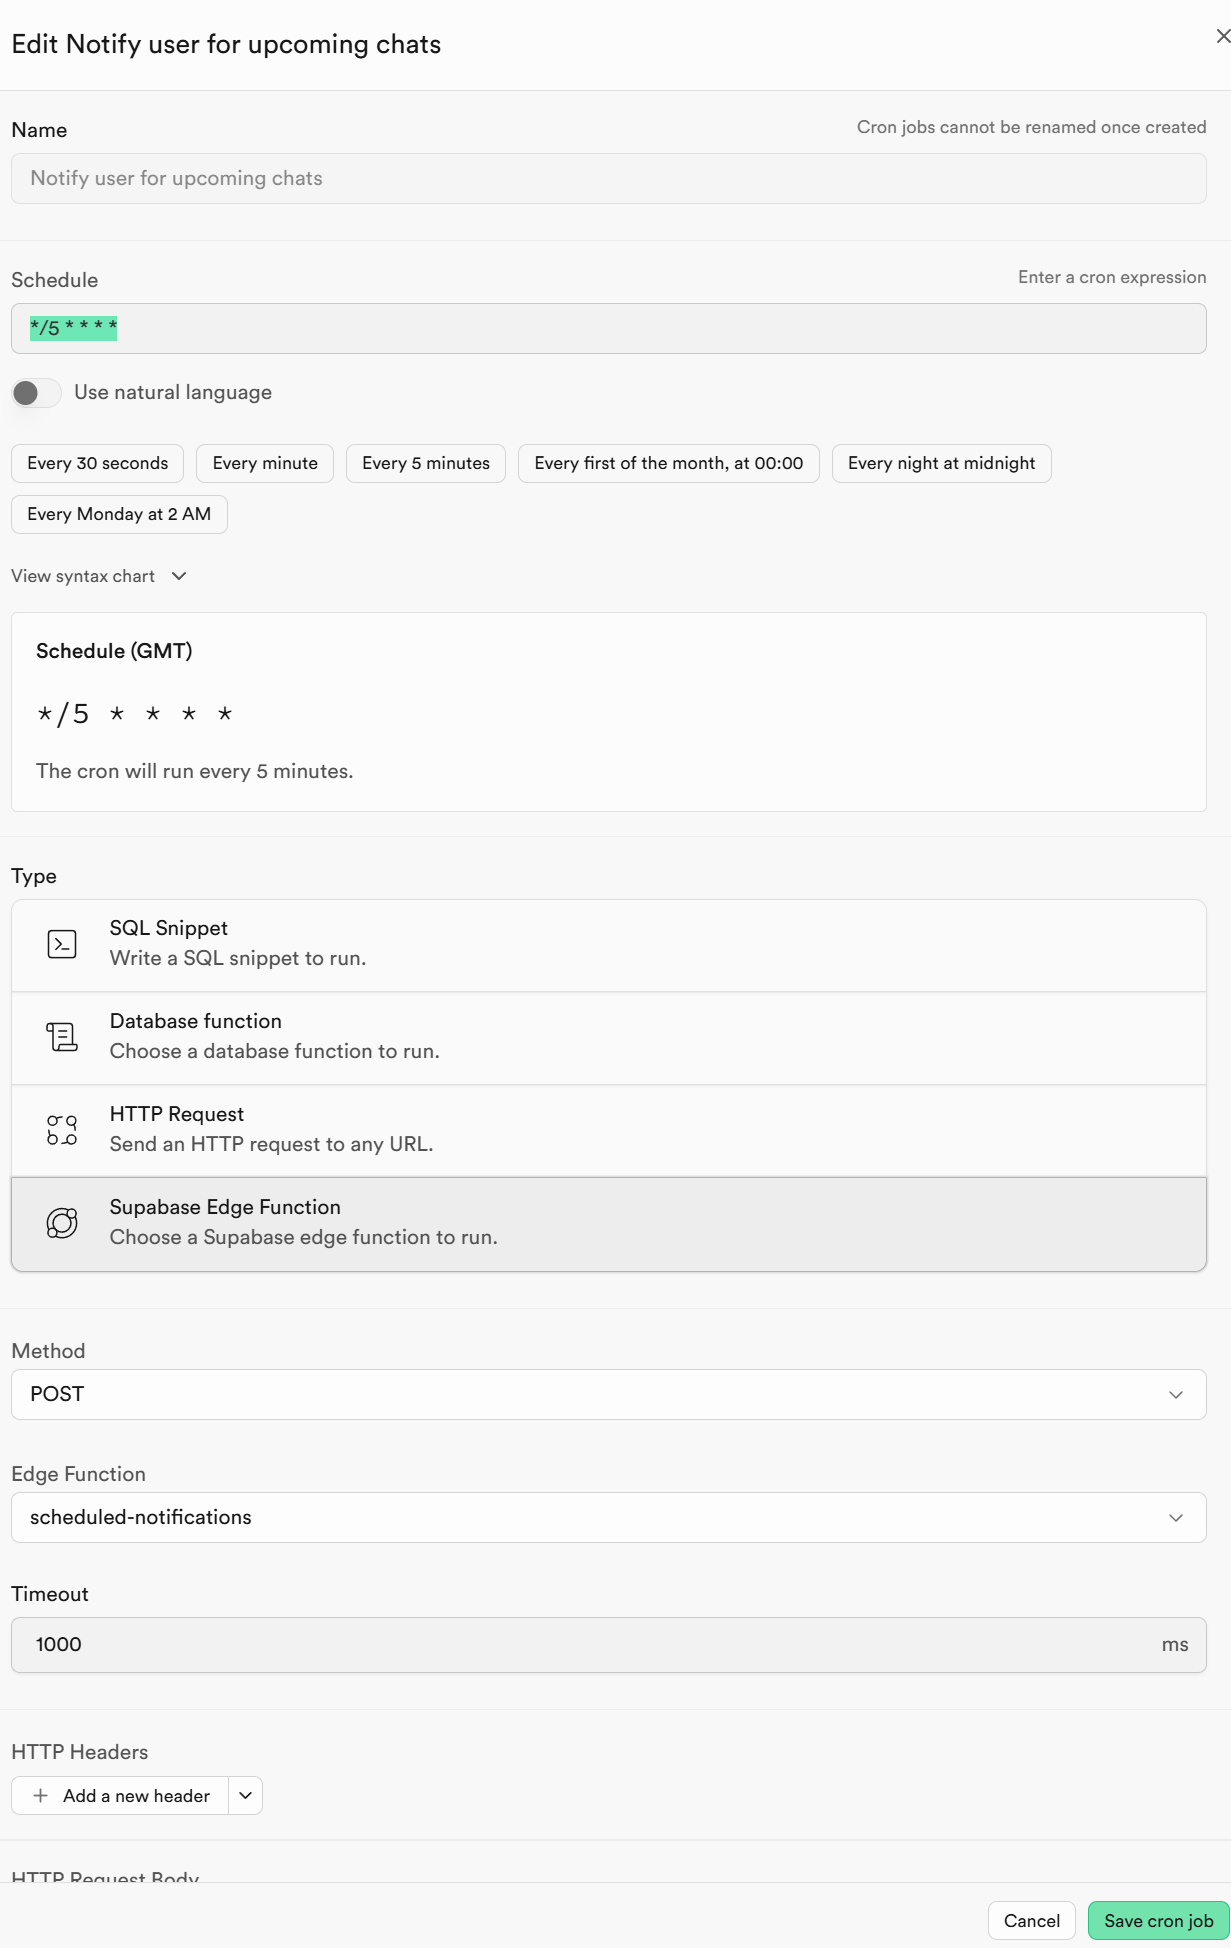 Edit Notify user for upcoming chats
Name
Cron jobs cannot be renamed once created
Notify user for upcoming chats
Schedule
Enter a cron expression
*/5 * * * *
Use natural language
Every 30 seconds
Every minute
Every 5 minutes
Every first of the month, at 00:00
Every night at midnight
Every Monday at 2 AM
View syntax chart
Schedule (GMT)
*/5 * * * *
The cron will run every 5 minutes.
Type
SQL Snippet
Write a SQL snippet to run.
Database function
Choose a database function to run.
HTTP Request
Send an HTTP request to any URL.
Supabase Edge Function
Choose a Supabase edge function to run.
Method
POST
Edge Function
scheduled-notifications
Timeout
1000
ms
HTTP Headers
Add a new header
HTTP Request Body
Cancel
Save cron job